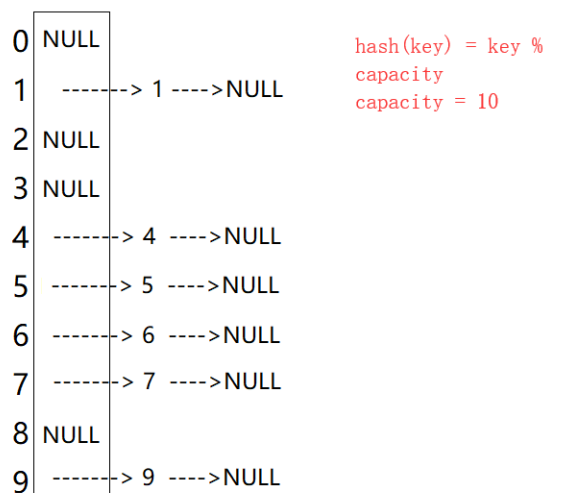 0 NULL
hash(key) = key %
capacity
capacity = 10
1 -------> 1 ---->NULL
2 NULL
3 NULL
4 -------> 4 ---->NULL
5 -------> 5 ---->NULL
6 -------> 6 ---->NULL
7 -------> 7 ---->NULL
8 NULL
9 -------> 9 ---->NULL